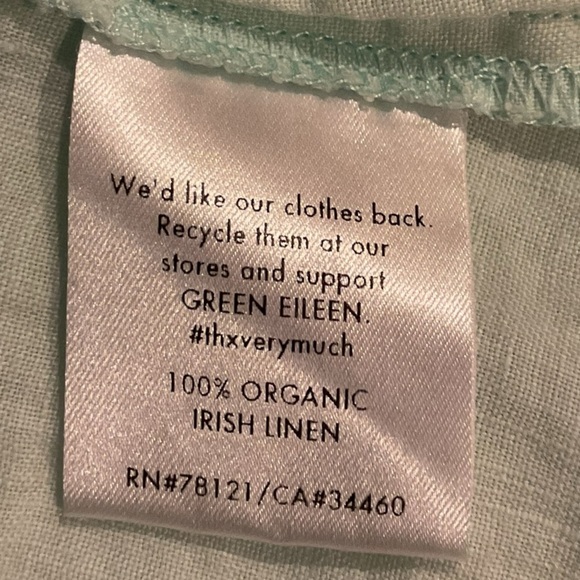 We'd like our clothes back.
Recycle them at our
stores and support
GREEN EILEEN.
#thxverymuch
100% ORGANIC
IRISH LINEN
RN#78121/CA#34460